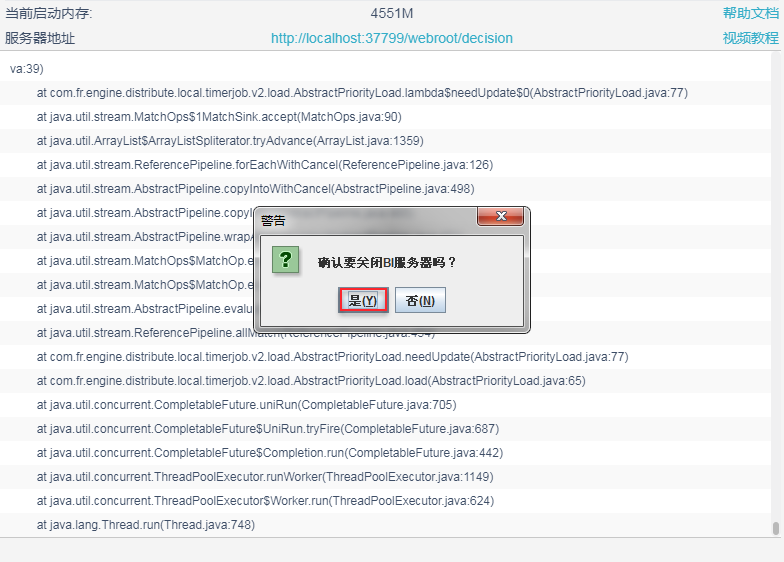 当前启动内存: 4551M 帮助文档
服务器地址 http://localhost:37799/webroot/decision 视频教程
va:39)
at com.fr.engine.distribute.local.timerjob.v2.load.AbstractPriorityLoad.lambda$needUpdate$0(AbstractPriorityLoad.java:77)
at java.util.stream.MatchOps$1MatchSink.accept(MatchOps.java:90)
at java.util.ArrayList$ArrayListSpliterator.tryAdvance(ArrayList.java:1359)
at java.util.stream.ReferencePipeline.forEachWithCancel(ReferencePipeline.java:126)
at java.util.stream.AbstractPipeline.copyIntoWithCancel(AbstractPipeline.java:498)
at java.util.stream.AbstractPipeline.copyI
at java.util.stream.AbstractPipeline.wrapA
at java.util.stream.MatchOps$MatchOp.e
at java.util.stream.MatchOps$MatchOp.e
at java.util.stream.AbstractPipeline.evalu
at java.util.stream.ReferencePipeline.allMatch(ReferencePipeline.java:454)
警告
确认要关闭BI服务器吗？
是(Y) 否(N)
at com.fr.engine.distribute.local.timerjob.v2.load.AbstractPriorityLoad.needUpdate(AbstractPriorityLoad.java:77)
at com.fr.engine.distribute.local.timerjob.v2.load.AbstractPriorityLoad.load(AbstractPriorityLoad.java:65)
at java.util.concurrent.CompletableFuture.uniRun(CompletableFuture.java:705)
at java.util.concurrent.CompletableFuture$UniRun.tryFire(CompletableFuture.java:687)
at java.util.concurrent.CompletableFuture$Completion.run(CompletableFuture.java:442)
at java.util.concurrent.ThreadPoolExecutor.runWorker(ThreadPoolExecutor.java:1149)
at java.util.concurrent.ThreadPoolExecutor$Worker.run(ThreadPoolExecutor.java:624)
at java.lang.Thread.run(Thread.java:748)